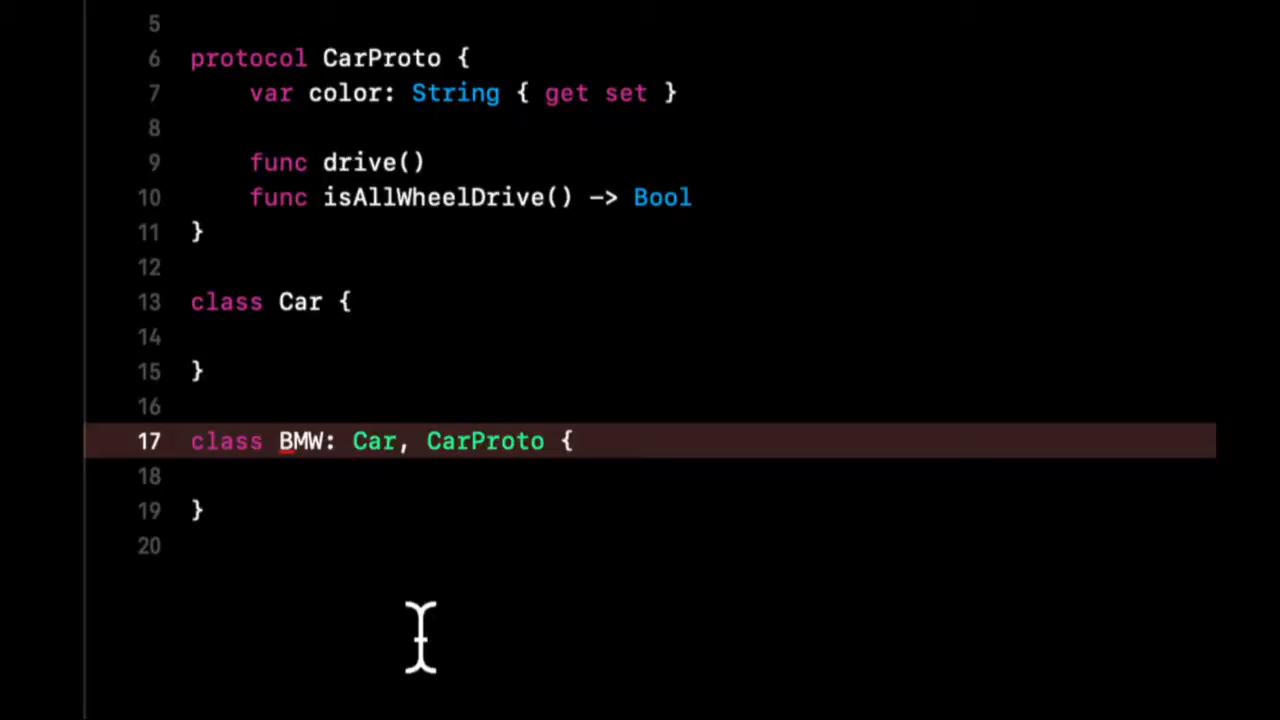 5
6 protocol CarProto {
7 var color: String { get set }
8
9 func drive()
10 func isAllWheelDrive() -> Bool
11 }
12
13 class Car {
14
15 }
16
17 class BMW: Car, CarProto {
18
19 }
20